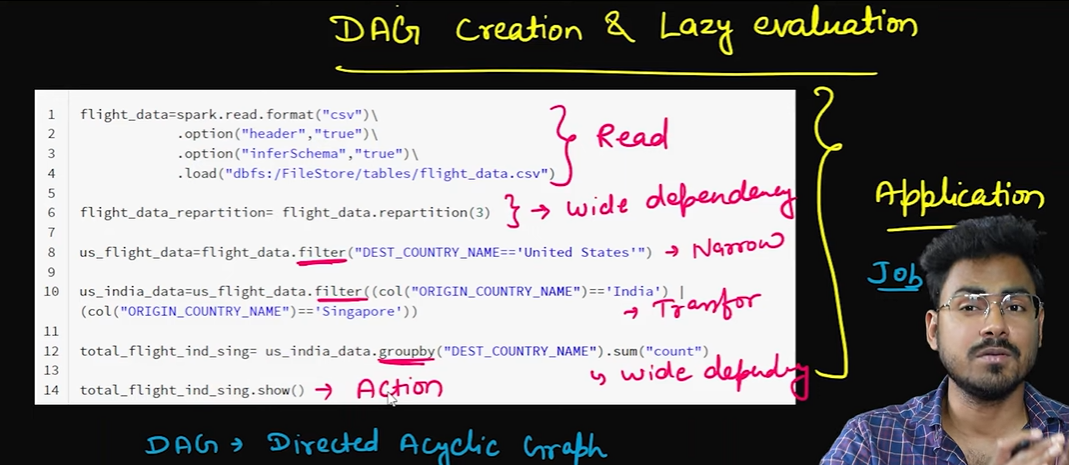 DAG Creation & Lazy evaluation
1 flight_data=spark.read.format("csv")\
2 .option("header","true")\
3 .option("inferSchema","true")\
4 .load("dbfs:/FileStore/tables/flight_data.csv")
} Read
5
6 flight_data_repartition= flight_data.repartition(3)
} → wide dependency
7
8 us_flight_data=flight_data.filter("DEST_COUNTRY_NAME=='United States'")
→ Narrow
9
10 us_india_data=us_flight_data.filter((col("ORIGIN_COUNTRY_NAME")=='India') |
(col("ORIGIN_COUNTRY_NAME")=='Singapore'))
→ Transfor
11
12 total_flight_ind_sing= us_india_data.groupby("DEST_COUNTRY_NAME").sum("count")
13
↳ wide dependy
14 total_flight_ind_sing.show() → Action
Application
Job
DAG → Directed Acyclic Graph